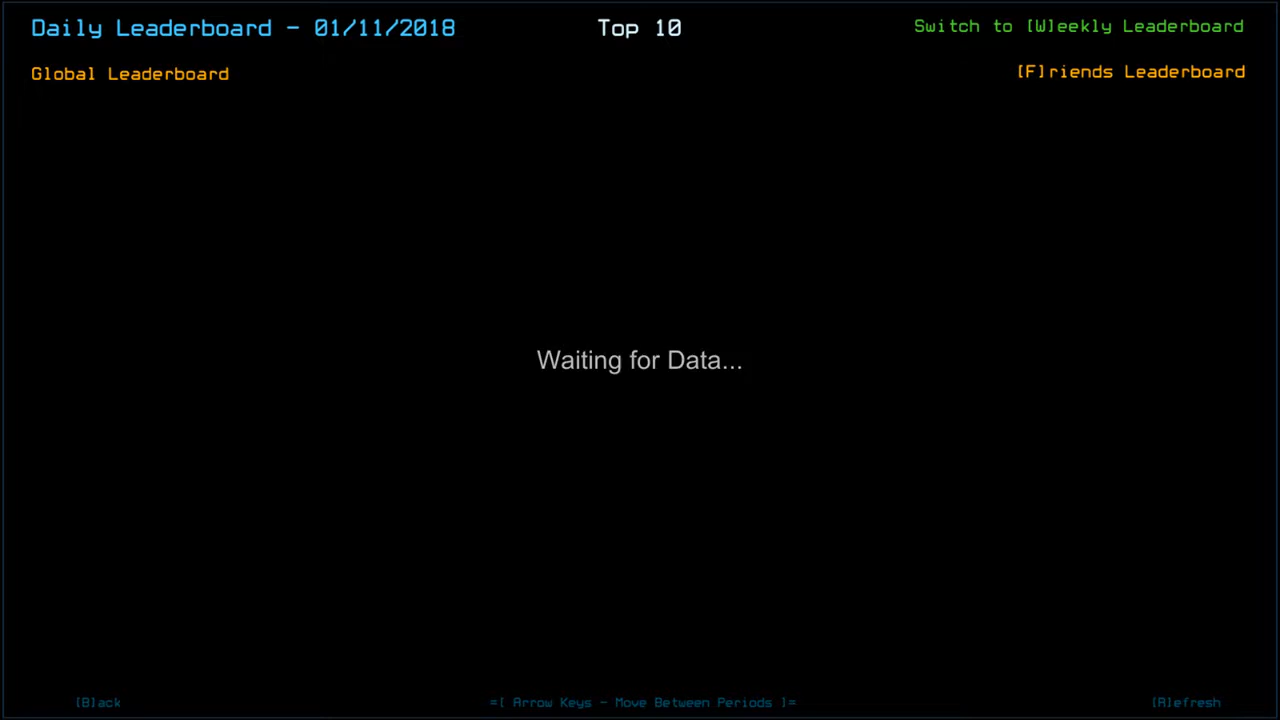 Daily Leaderboard - 01/11/2018
Top 10
Switch to [W]eekly Leaderboard
Global Leaderboard
[F]riends Leaderboard
Waiting for Data...
[B]ack
=[ Arrow Keys - Move Between Periods ]=
[R]efresh